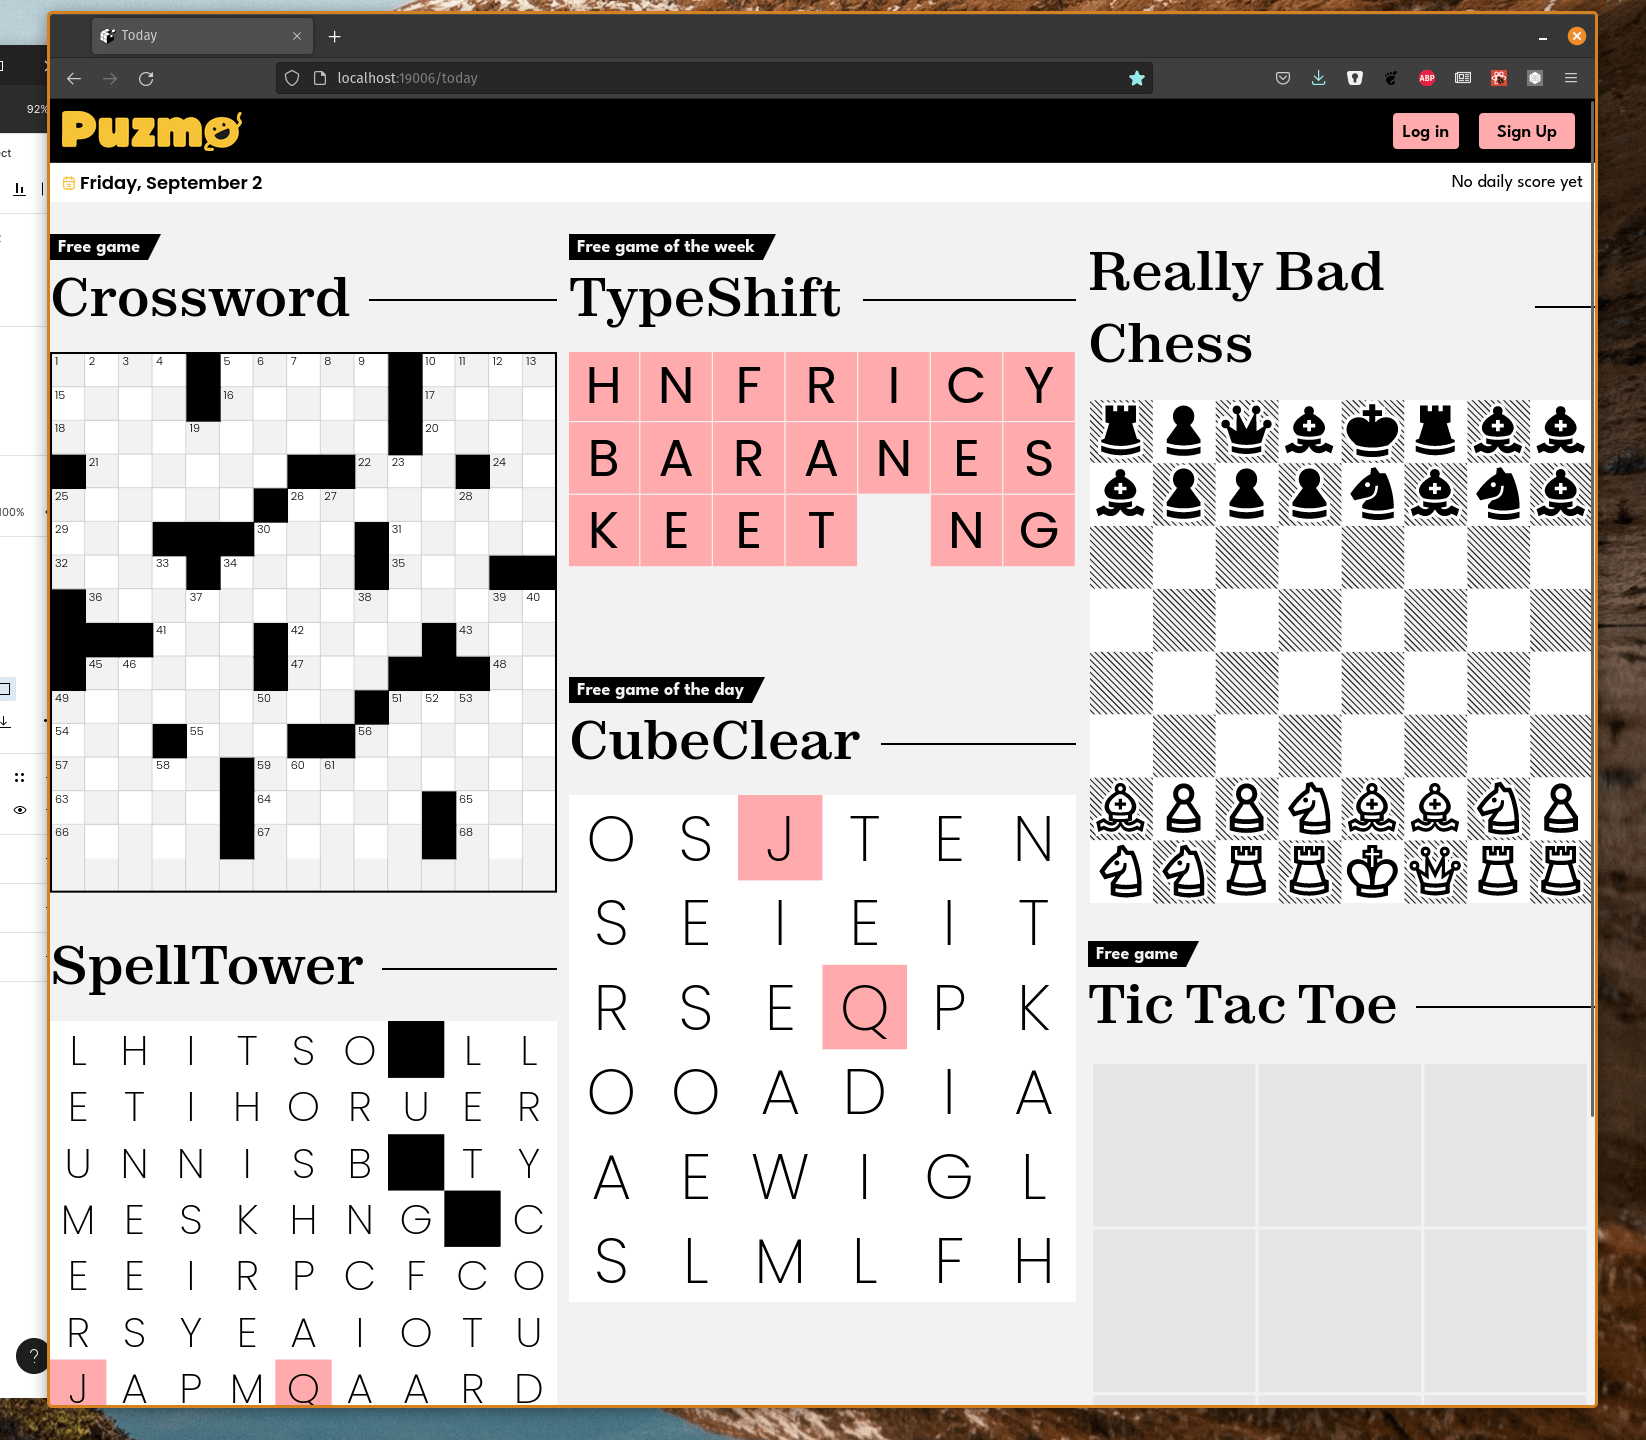 Today
localhost:19006/today
92%
ABP
Puzmo
Log in
Sign Up
ect
Friday, September 2
No daily score yet
Free game
Crossword
1 2 3 4 5 6 7 8 9 10 11 12 13
15 16 17
18 19 20
21 22 23 24
25 26 27 28
29 30 31
32 33 34 35
36 37 38 39 40
41 42 43
45 46 47 48
49 50 51 52 53
54 55 56
57 58 59 60 61
63 64 65
66 67 68
100%
SpellTower
L H I T S O L L
E T I H O R U E R
U N N I S B T Y
M E S K H N G C
E E I R P C F C O
R S Y E A I O T U
J A P M Q A A R D
?
Free game of the week
TypeShift
H N F R I C Y
B A R A N E S
K E E T N G
Free game of the day
CubeClear
O S J T E N
S E I E I T
R S E Q P K
O O A D I A
A E W I G L
S L M L F H
Really Bad
Chess
Free game
Tic Tac Toe